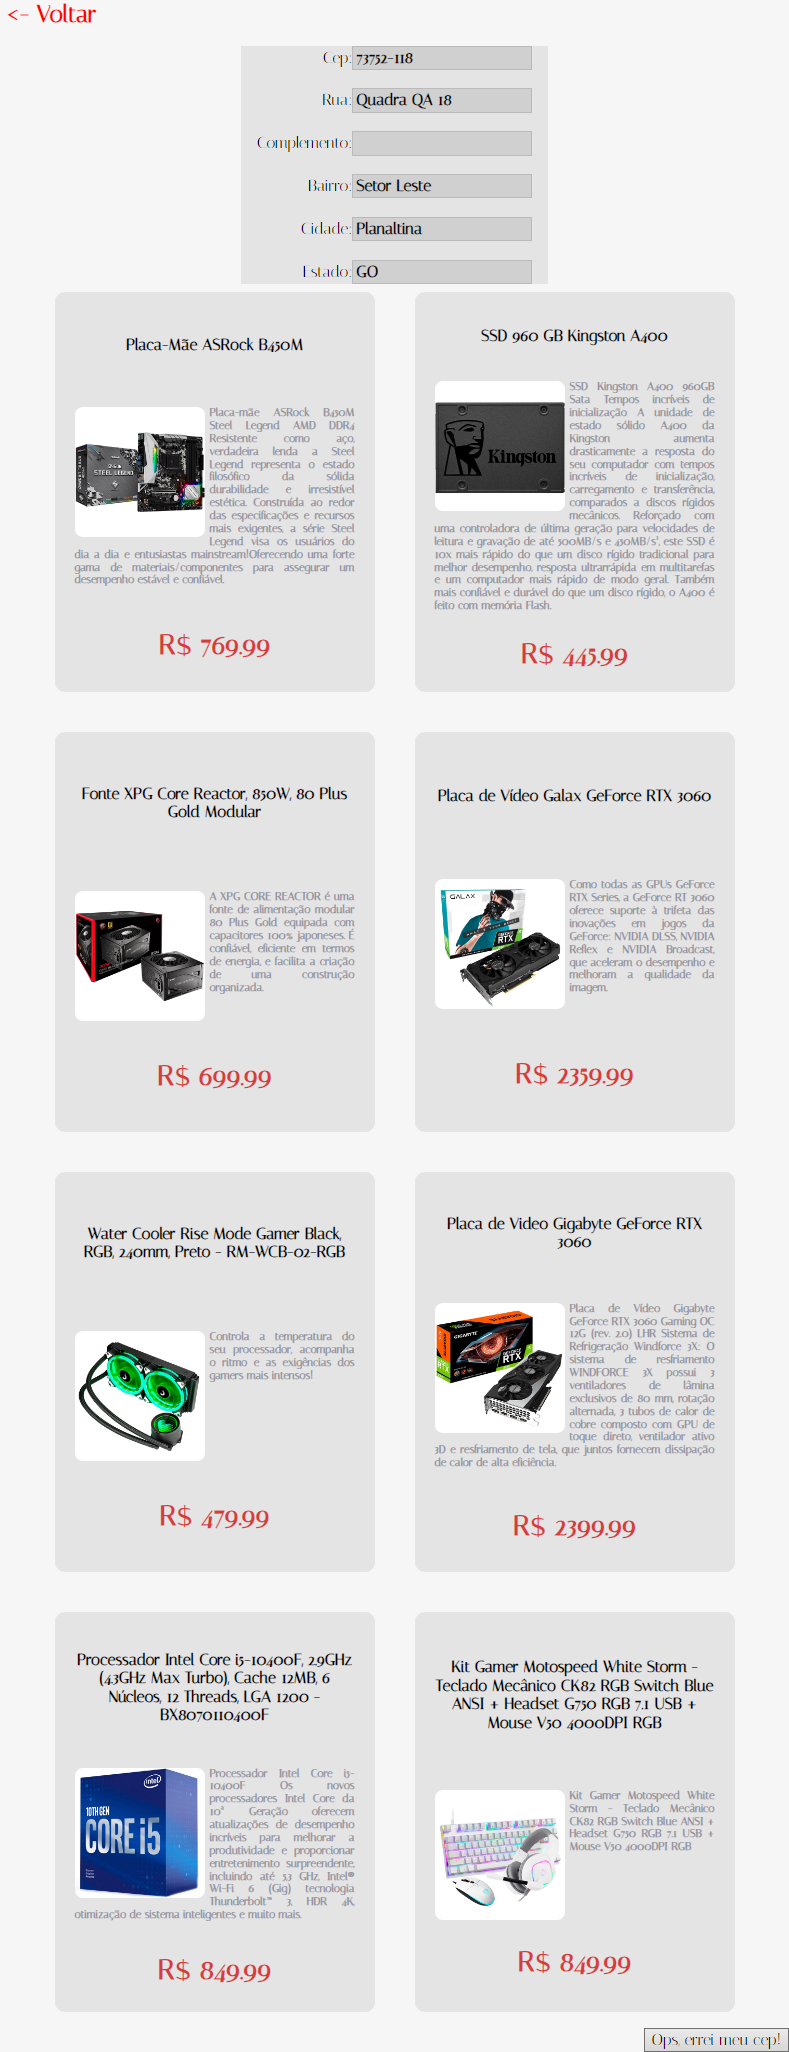 <- Voltar
Cep: 73752-118
Rua: Quadra QA 18
Complemento:
Bairro: Setor Leste
Cidade: Planaltina
Estado: GO
Placa-Mãe ASRock B450M
STEEL LEGEND
Placa-mãe ASRock B450M
Steel Legend AMD DDR4
Resistente como aço,
verdadeira lenda a Steel
Legend representa o estado
filosófico da sólida
durabilidade e irresistível
estética. Construída ao redor
das especificações e recursos
mais exigentes, a série Steel
Legend visa os usuários do
dia a dia e entusiastas mainstream!Oferecendo uma forte
gama de materiais/componentes para assegurar um
desempenho estável e confiável.
R$ 769.99
SSD 960 GB Kingston A400
Kingston
SSD Kingston A400 960GB
Sata Tempos incríveis de
inicialização A unidade de
estado sólido A400 da
Kingston aumenta
drasticamente a resposta do
seu computador com tempos
incríveis de inicialização,
carregamento e transferência,
comparados a discos rígidos
mecânicos. Reforçado com
uma controladora de última geração para velocidades de
leitura e gravação de até 500MB/s e 450MB/s¹, este SSD é
10x mais rápido do que um disco rígido tradicional para
melhor desempenho, resposta ultrarrápida em multitarefas
e um computador mais rápido de modo geral. Também
mais confiável e durável do que um disco rígido, o A400 é
feito com memória Flash.
R$ 445.99
Fonte XPG Core Reactor, 850W, 80 Plus
Gold Modular
A XPG CORE REACTOR é uma
fonte de alimentação modular
80 Plus Gold equipada com
capacitores 100% japoneses. É
confiável, eficiente em termos
de energia, e facilita a criação
de uma construção
organizada.
R$ 699.99
Placa de Vídeo Galax GeForce RTX 3060
GALAX
RTX
Como todas as GPUs GeForce
RTX Series, a GeForce RT 3060
oferece suporte à trifeta das
inovações em jogos da
GeForce: NVIDIA DLSS, NVIDIA
Reflex e NVIDIA Broadcast,
que aceleram o desempenho e
melhoram a qualidade da
imagem.
R$ 2359.99
Water Cooler Rise Mode Gamer Black,
RGB, 240mm, Preto - RM-WCB-02-RGB
Controla a temperatura do
seu processador, acompanha
o ritmo e as exigências dos
gamers mais intensos!
R$ 479.99
Placa de Video Gigabyte GeForce RTX
3060
GIGABYTE
RTX
Placa de Vídeo Gigabyte
GeForce RTX 3060 Gaming OC
12G (rev. 2.0) LHR Sistema de
Refrigeração Windforce 3X: O
sistema de resfriamento
WINDFORCE 3X possui 3
ventiladores de lâmina
exclusivos de 80 mm, rotação
alternada, 3 tubos de calor de
cobre composto com GPU de
toque direto, ventilador ativo
3D e resfriamento de tela, que juntos fornecem dissipação
de calor de alta eficiência.
R$ 2399.99
Processador Intel Core i5-10400F, 2.9GHz
(4.3GHz Max Turbo), Cache 12MB, 6
Núcleos, 12 Threads, LGA 1200 -
BX8070110400F
intel
10TH GEN
CORE i5
Processador Intel Core i5-
10400F Os novos
processadores Intel Core da
10ª Geração oferecem
atualizações de desempenho
incríveis para melhorar a
produtividade e proporcionar
entretenimento surpreendente,
incluindo até 5.3 GHz, Intel®
Wi-Fi 6 (Gig) tecnologia
Thunderbolt™ 3, HDR 4K,
otimização de sistema inteligentes e muito mais.
R$ 849.99
Kit Gamer Motospeed White Storm -
Teclado Mecânico CK82 RGB Switch Blue
ANSI + Headset G750 RGB 7.1 USB +
Mouse V50 4000DPI RGB
Kit Gamer Motospeed White
Storm - Teclado Mecânico
CK82 RGB Switch Blue ANSI +
Headset G750 RGB 7.1 USB +
Mouse V50 4000DPI RGB
R$ 849.99
Ops, errei meu cep!